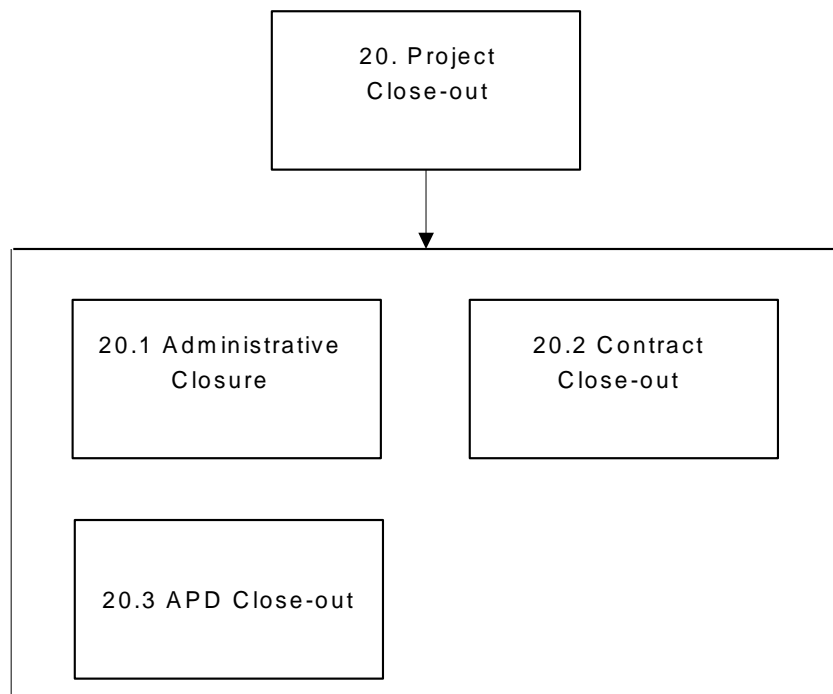 20. Project
Close-out
20.1 Administrative
Closure
20.2 Contract
Close-out
20.3 APD Close-out